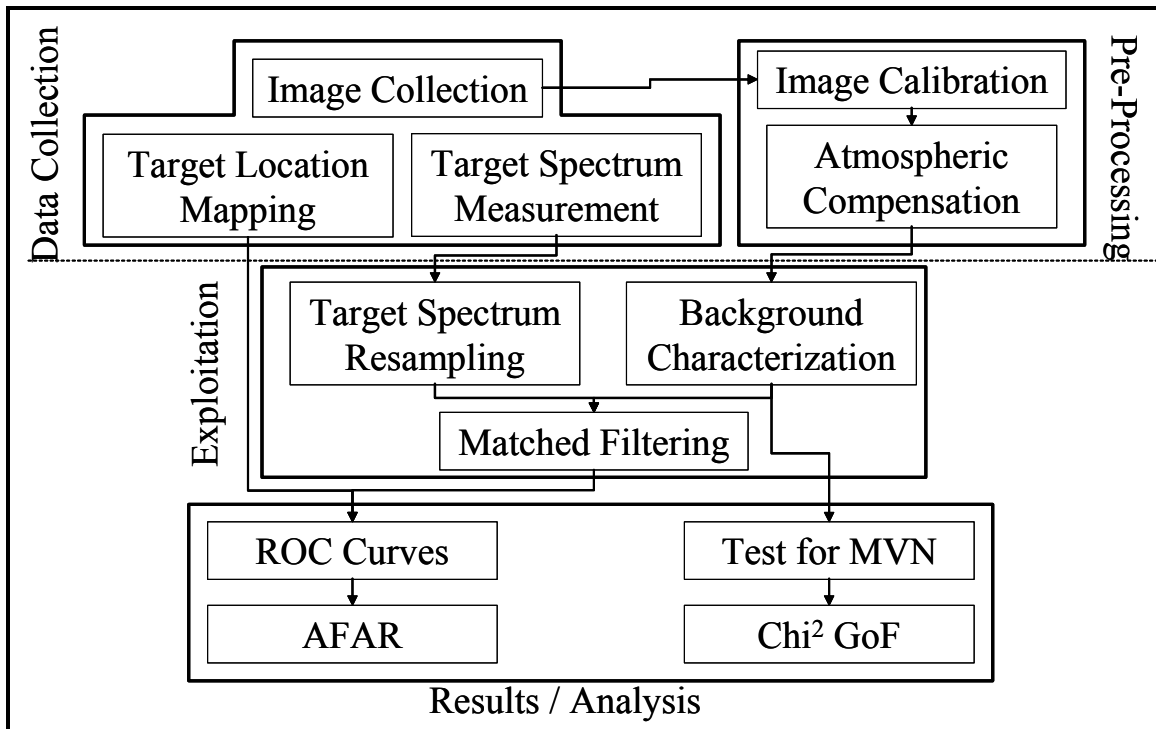 Data Collection
Image Collection
Target Location
Mapping
Target Spectrum
Measurement
Image Calibration
Atmospheric
Compensation
Pre-Processing
Exploitation
Target Spectrum
Resampling
Background
Characterization
Matched Filtering
ROC Curves
AFAR
Test for MVN
Chi² GoF
Results / Analysis